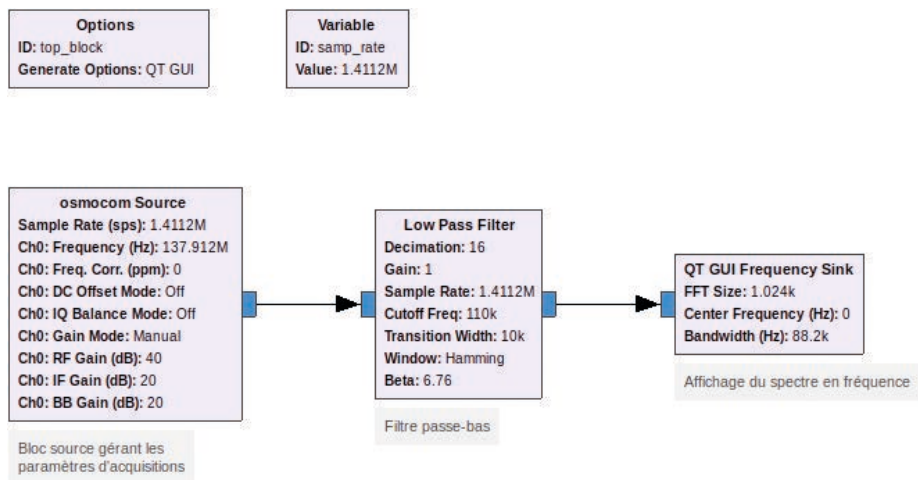 Options
ID: top_block
Generate Options: QT GUI
Variable
ID: samp_rate
Value: 1.4112M
osmocom Source
Sample Rate (sps): 1.4112M
Ch0: Frequency (Hz): 137.912M
Ch0: Freq. Corr. (ppm): 0
Ch0: DC Offset Mode: Off
Ch0: IQ Balance Mode: Off
Ch0: Gain Mode: Manual
Ch0: RF Gain (dB): 40
Ch0: IF Gain (dB): 20
Ch0: BB Gain (dB): 20
Bloc source gérant les
paramètres d'acquisitions
Low Pass Filter
Decimation: 16
Gain: 1
Sample Rate: 1.4112M
Cutoff Freq: 110k
Transition Width: 10k
Window: Hamming
Beta: 6.76
Filtre passe-bas
QT GUI Frequency Sink
FFT Size: 1.024k
Center Frequency (Hz): 0
Bandwidth (Hz): 88.2k
Affichage du spectre en fréquence